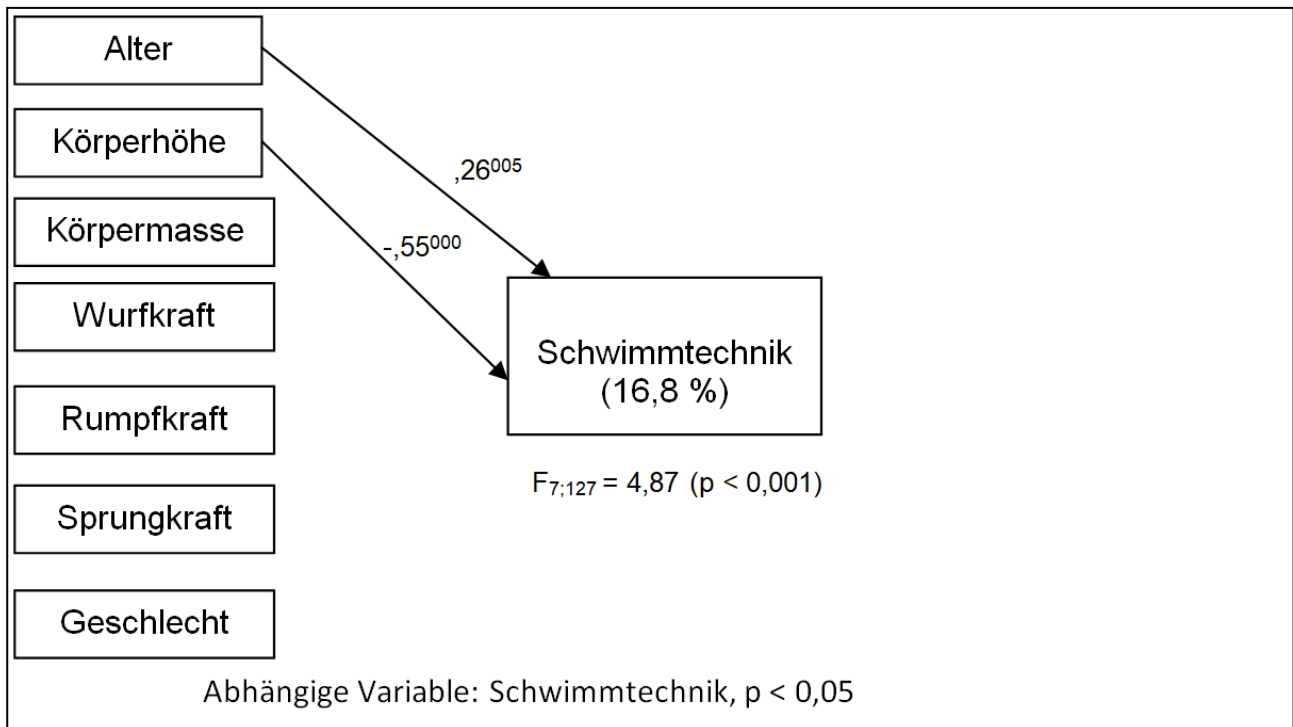 Alter
Körperhöhe
,26⁰⁰⁵
Körpermasse
-,55⁰⁰⁰
Wurfkraft
Schwimmtechnik
(16,8 %)
Rumpfkraft
F₇;₁₂₇ = 4,87 (p < 0,001)
Sprungkraft
Geschlecht
Abhängige Variable: Schwimmtechnik, p < 0,05